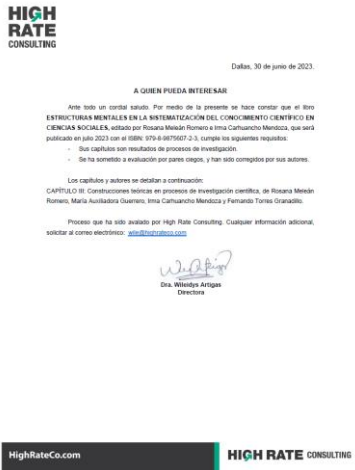 HIGH
RATE
CONSULTING
Dallas, 30 de junio de 2023.
A QUIEN PUEDA INTERESAR
Ante todo un cordial saludo. Por medio de la presente se hace constar que el libro
ESTRUCTURAS MENTALES EN LA SISTEMATIZACIÓN DEL CONOCIMIENTO CIENTÍFICO EN
CIENCIAS SOCIALES, editado por Rosana Meleán Romero e Irma Carhuancho Mendoza, que será
publicado en julio 2023 con el ISBN: 979-8-9875607-2-3, cumple los siguientes requisitos:
- Sus capítulos son resultados de procesos de investigación.
- Se ha sometido a evaluación por pares ciegos, y han sido corregidos por sus autores.
Los capítulos y autores se detallan a continuación:
CAPÍTULO III: Construcciones teóricas en procesos de investigación científica, de Rosana Meleán
Romero, María Auxiliadora Guerrero, Irma Carhuancho Mendoza y Fernando Torres Granadillo.
Proceso que ha sido avalado por High Rate Consulting. Cualquier información adicional,
solicitar al correo electrónico: wile@highrateco.com
Dra. Wileidys Artigas
Directora
HighRateCo.com
HIGH RATE CONSULTING